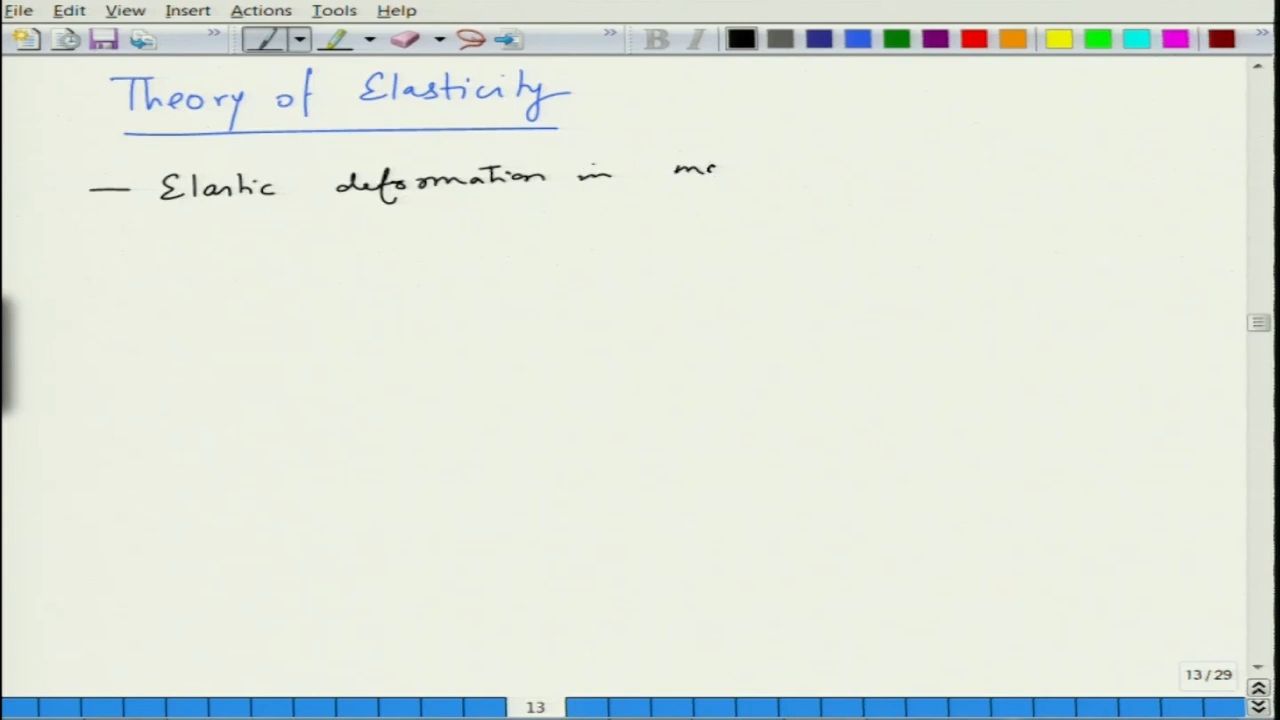 File Edit View Insert Actions Tools Help
B I
Theory of Elasticity
— Elastic deformation in
13 / 29
13